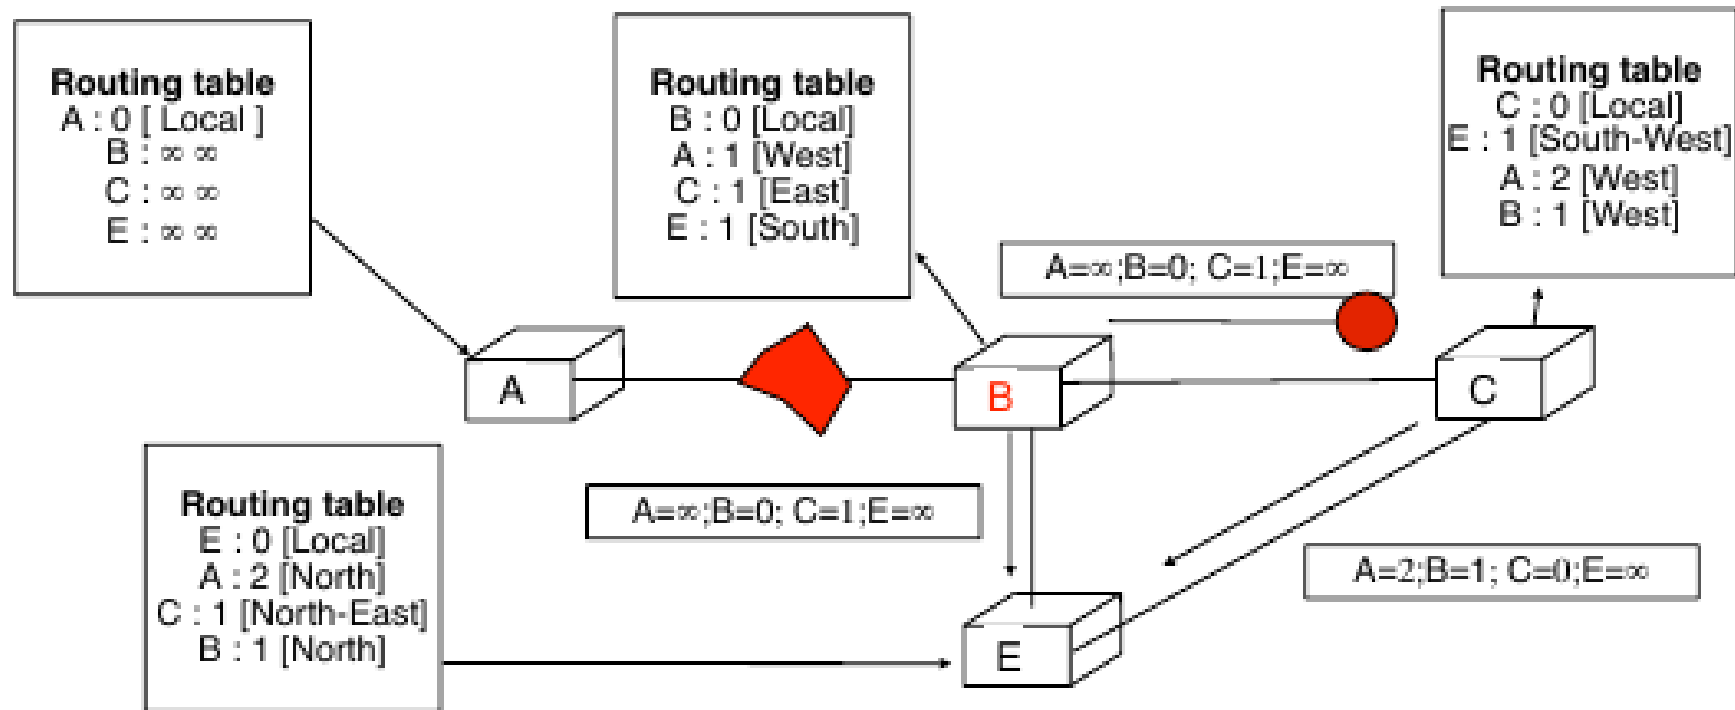 Routing table
A : 0 [ Local ]
B : ∞ ∞
C : ∞ ∞
E : ∞ ∞
Routing table
B : 0 [Local]
A : 1 [West]
C : 1 [East]
E : 1 [South]
Routing table
C : 0 [Local]
E : 1 [South-West]
A : 2 [West]
B : 1 [West]
A=∞;B=0; C=1;E=∞
A
B
C
Routing table
E : 0 [Local]
A : 2 [North]
C : 1 [North-East]
B : 1 [North]
A=∞;B=0; C=1;E=∞
A=2;B=1; C=0;E=∞
E